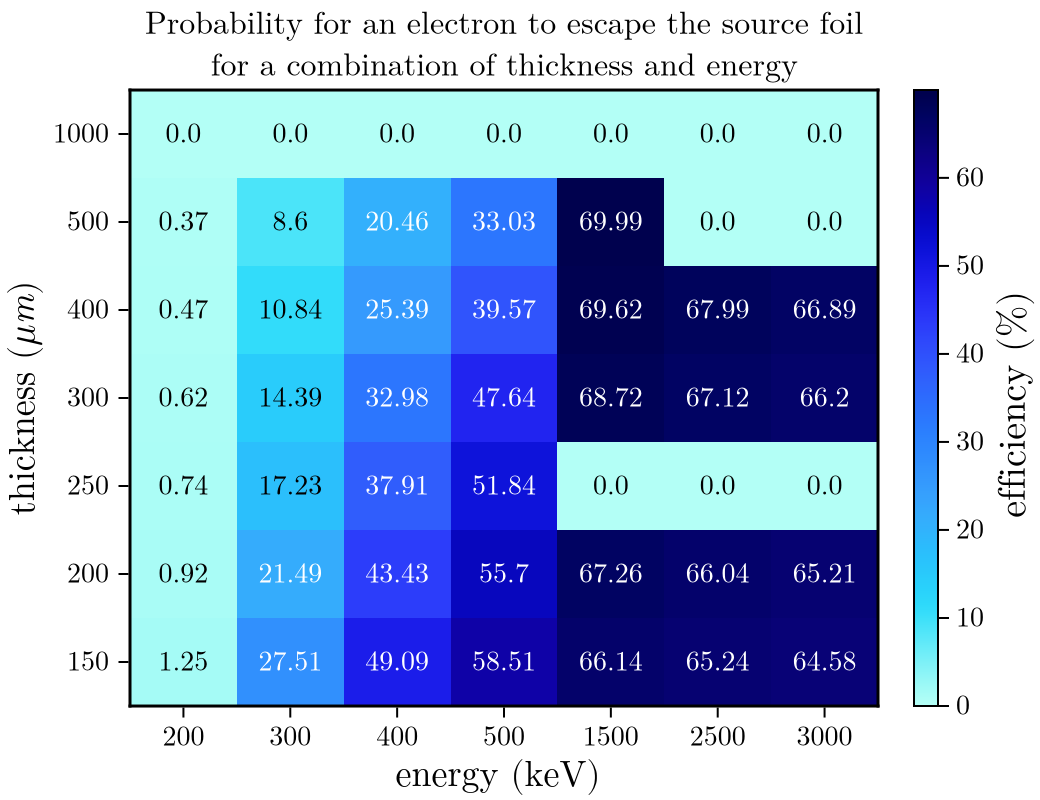 Probability for an electron to escape the source foil
for a combination of thickness and energy
1000 0.0 0.0 0.0 0.0 0.0 0.0 0.0
500 0.37 8.6 20.46 33.03 69.99 0.0 0.0
400 0.47 10.84 25.39 39.57 69.62 67.99 66.89
300 0.62 14.39 32.98 47.64 68.72 67.12 66.2
250 0.74 17.23 37.91 51.84 0.0 0.0 0.0
200 0.92 21.49 43.43 55.7 67.26 66.04 65.21
150 1.25 27.51 49.09 58.51 66.14 65.24 64.58
200 300 400 500 1500 2500 3000
energy (keV)
thickness (μm)
60
50
40
30
20
10
0
efficiency (%)